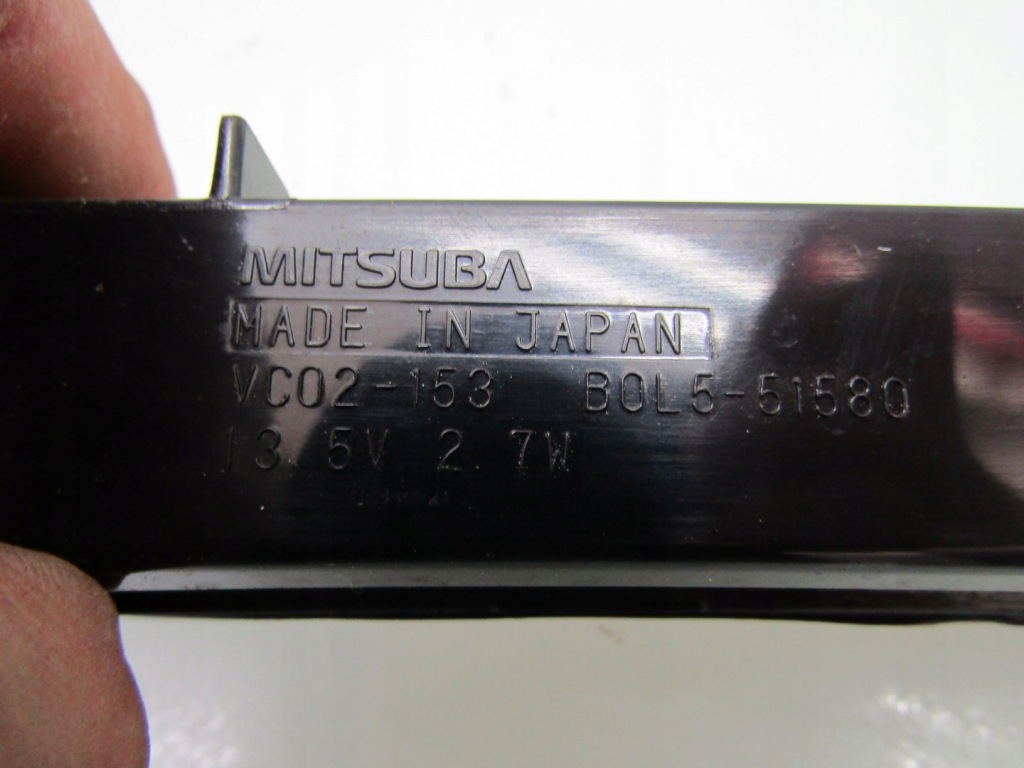 MITSUBA
MADE IN JAPAN
VC02-153 B0L5-51580
13.5V 2.7W